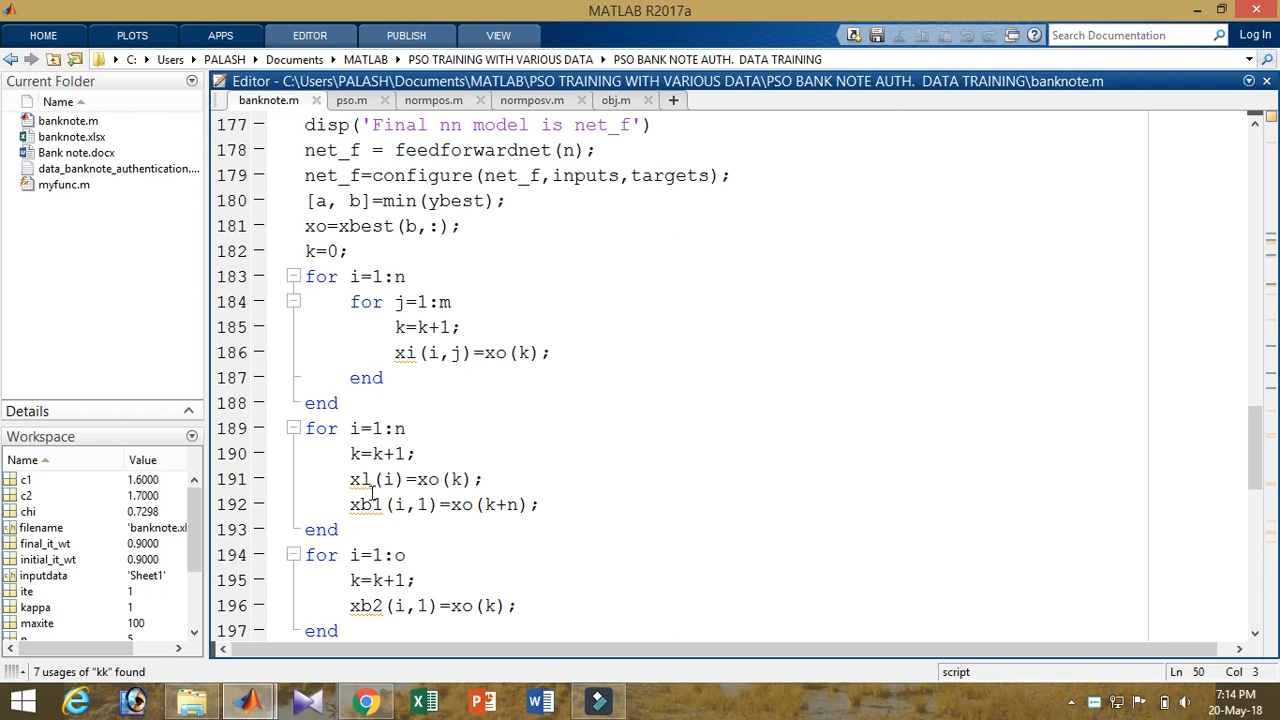 MATLAB R2017a
HOME PLOTS APPS EDITOR PUBLISH VIEW Search Documentation Log In
C: Users PALASH Documents MATLAB PSO TRAINING WITH VARIOUS DATA PSO BANK NOTE AUTH. DATA TRAINING
Current Folder
Name
banknote.m
banknote.xlsx
Bank note.docx
data_banknote_authentication....
myfunc.m
Details
Workspace
Name Value
c1 1.6000
c2 1.7000
chi 0.7298
filename 'banknote.xl
final_it_wt 0.9000
initial_it_wt 0.9000
inputdata 'Sheet1'
ite 1
kappa 1
maxite 100
n 5
Editor - C:\Users\PALASH\Documents\MATLAB\PSO TRAINING WITH VARIOUS DATA\PSO BANK NOTE AUTH. DATA TRAINING\banknote.m
banknote.m pso.m normpos.m normposv.m obj.m
177 disp('Final nn model is net_f')
178 net_f = feedforwardnet(n);
179 net_f=configure(net_f,inputs,targets);
180 [a, b]=min(ybest);
181 xo=xbest(b,:);
182 k=0;
183 for i=1:n
184 for j=1:m
185 k=k+1;
186 xi(i,j)=xo(k);
187 end
188 end
189 for i=1:n
190 k=k+1;
191 xl(i)=xo(k);
192 xb1(i,1)=xo(k+n);
193 end
194 for i=1:o
195 k=k+1;
196 xb2(i,1)=xo(k);
197 end
7 usages of "kk" found script Ln 50 Col 3
7:14 PM
20-May-18